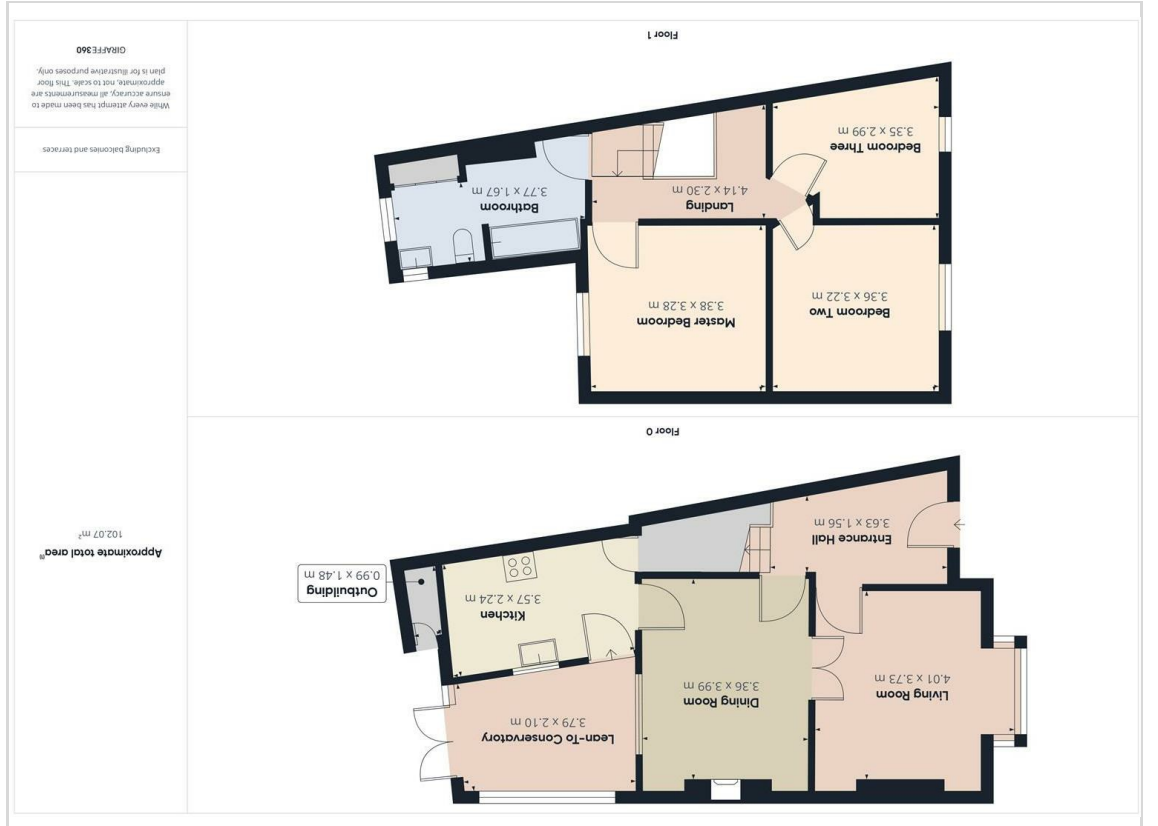 Floor 0
Outbuilding
0.99 x 1.48 m
Kitchen
3.57 x 2.24 m
Entrance Hall
3.63 x 1.56 m
Lean-To Conservatory
3.79 x 2.10 m
Dining Room
3.36 x 3.99 m
Living Room
4.01 x 3.73 m
Floor 1
Bathroom
3.77 x 1.67 m
Landing
4.14 x 2.30 m
Bedroom Three
3.35 x 2.99 m
Master Bedroom
3.38 x 3.28 m
Bedroom Two
3.36 x 3.22 m
Approximate total area⁽¹⁾
102.07 m²
Excluding balconies and terraces
While every attempt has been made to
ensure accuracy, all measurements are
approximate, not to scale. This floor
plan is for illustrative purposes only.
GIRAFFE360